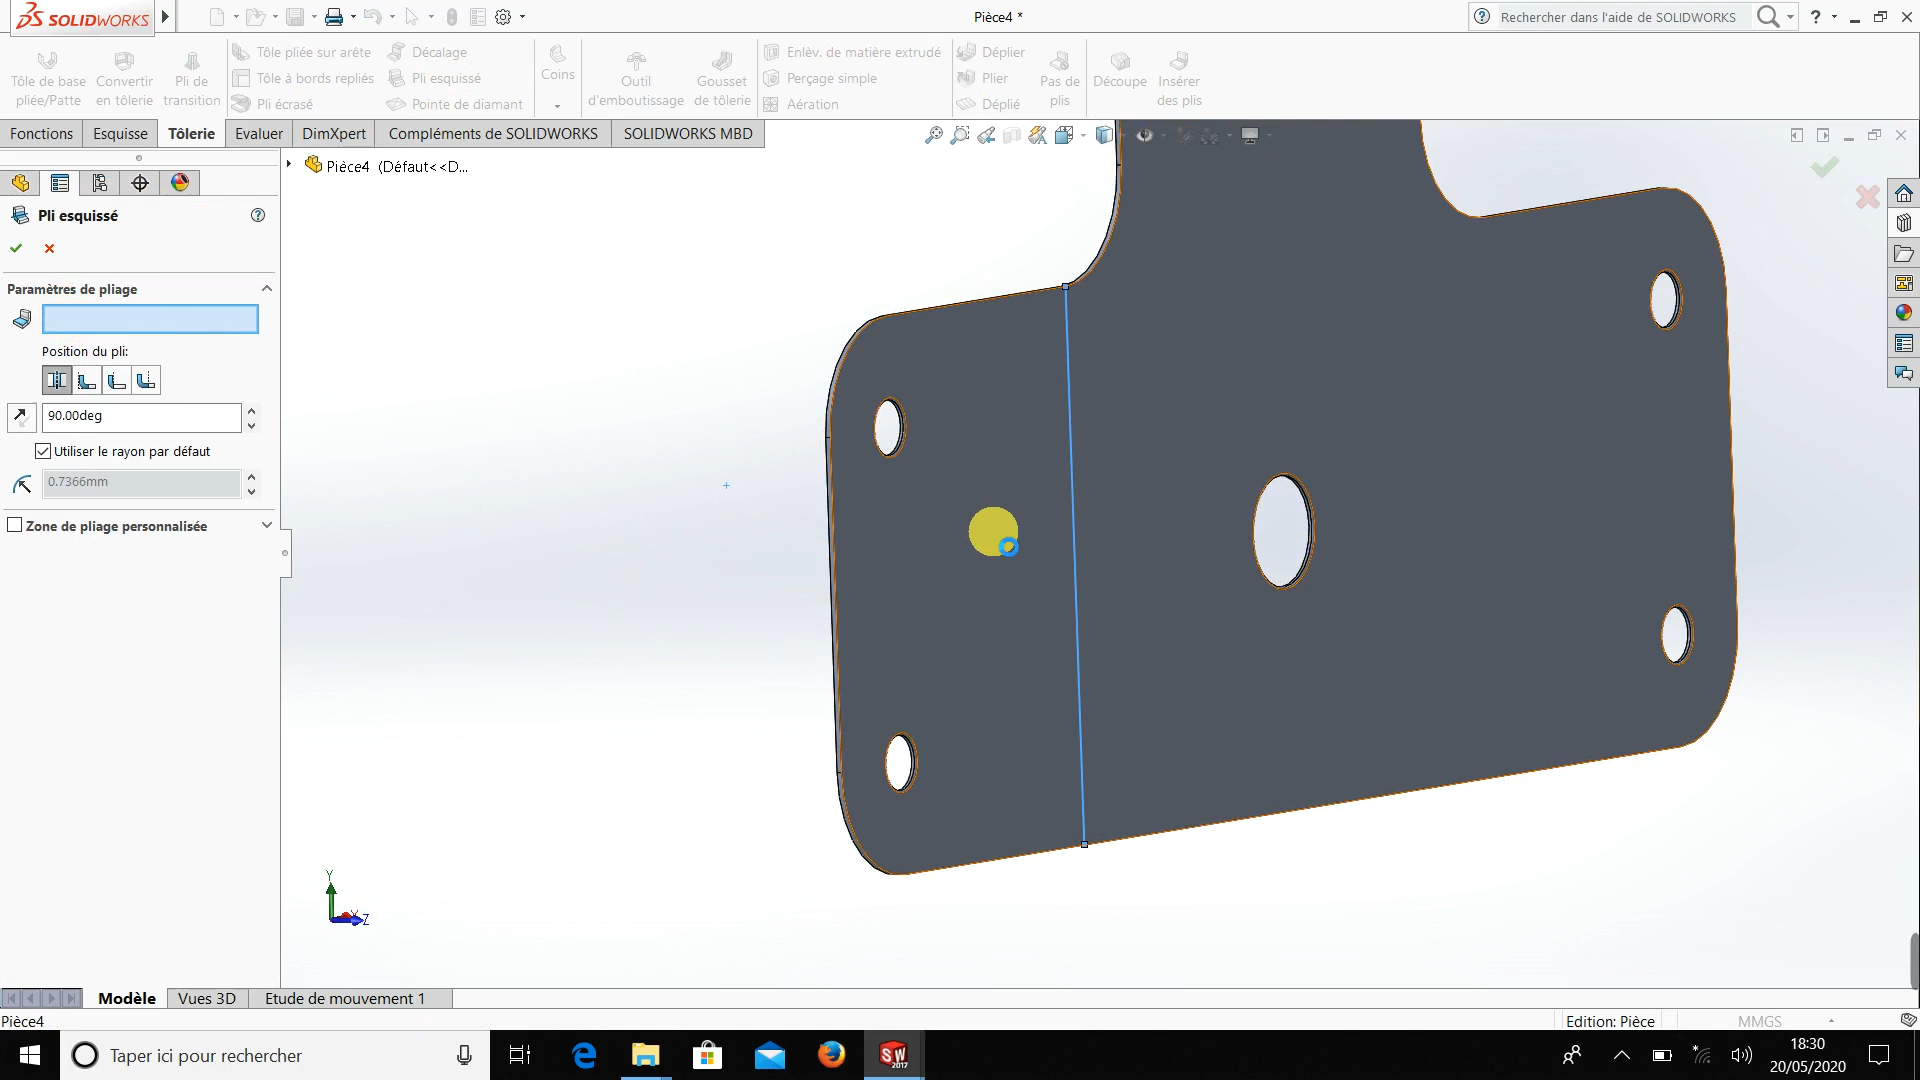 SOLIDWORKS
Pièce4 *
Rechercher dans l'aide de SOLIDWORKS
?
Tôle de base
pliée/Patte
Convertir
en tôlerie
Pli de
transition
Tôle pliée sur arête
Tôle à bords repliés
Pli écrasé
Décalage
Pli esquissé
Pointe de diamant
Coins
Outil
d'emboutissage
Gousset
de tôlerie
Enlèv. de matière extrudé
Perçage simple
Aération
Déplier
Plier
Déplié
Pas de
plis
Découpe
Insérer
des plis
Fonctions
Esquisse
Tôlerie
Evaluer
DimXpert
Compléments de SOLIDWORKS
SOLIDWORKS MBD
Pièce4 (Défaut<<D...
Pli esquissé
Paramètres de pliage
Position du pli:
90.00deg
Utiliser le rayon par défaut
0.7366mm
Zone de pliage personnalisée
Y
X
Z
Modèle
Vues 3D
Etude de mouvement 1
Pièce4
Edition: Pièce
MMGS
Taper ici pour rechercher
SW
2017
18:30
20/05/2020